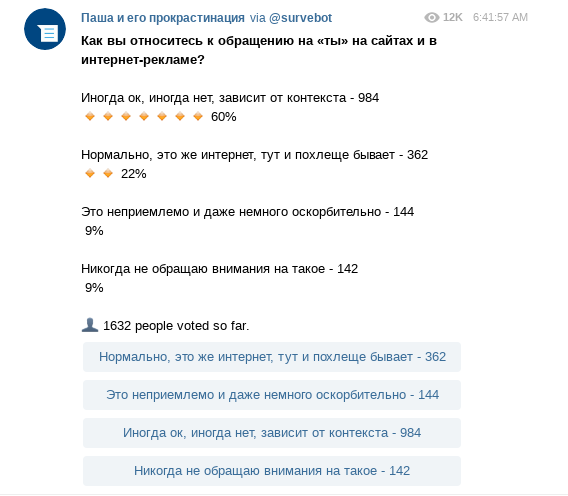 Паша и его прокрастинация via @survebot
12K 6:41:57 AM
Как вы относитесь к обращению на «ты» на сайтах и в
интернет-рекламе?
Иногда ок, иногда нет, зависит от контекста - 984
60%
Нормально, это же интернет, тут и похлеще бывает - 362
22%
Это неприемлемо и даже немного оскорбительно - 144
9%
Никогда не обращаю внимания на такое - 142
9%
1632 people voted so far.
Нормально, это же интернет, тут и похлеще бывает - 362
Это неприемлемо и даже немного оскорбительно - 144
Иногда ок, иногда нет, зависит от контекста - 984
Никогда не обращаю внимания на такое - 142